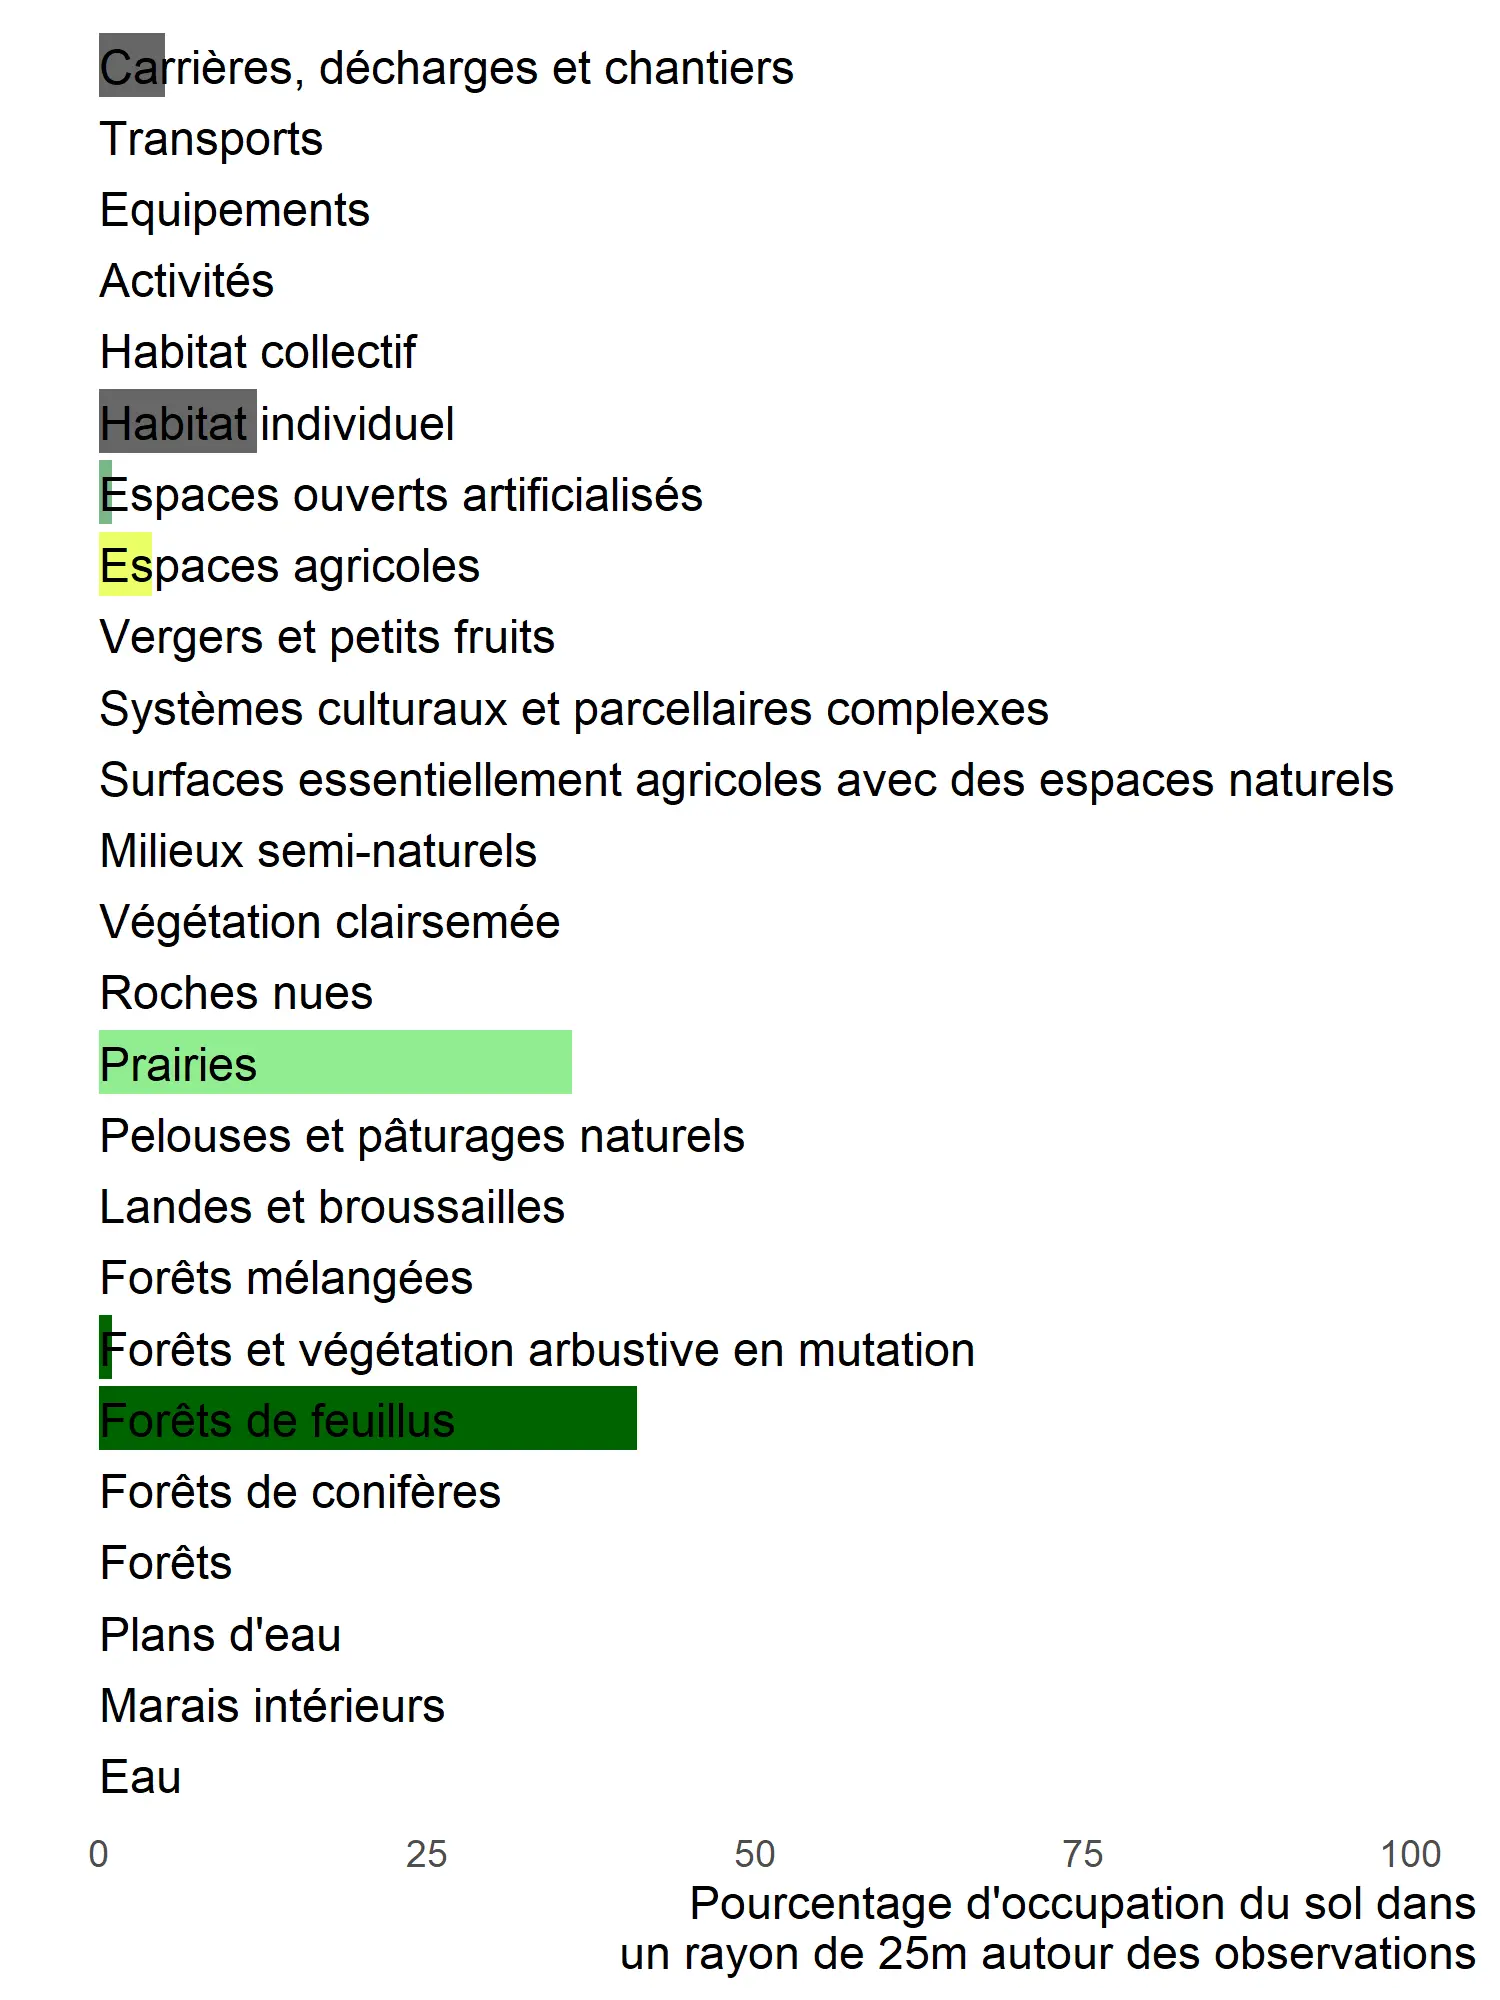 Carrières, décharges et chantiers
Transports
Equipements
Activités
Habitat collectif
Habitat individuel
Espaces ouverts artificialisés
Espaces agricoles
Vergers et petits fruits
Systèmes culturaux et parcellaires complexes
Surfaces essentiellement agricoles avec des espaces naturels
Milieux semi-naturels
Végétation clairsemée
Roches nues
Prairies
Pelouses et pâturages naturels
Landes et broussailles
Forêts mélangées
Forêts et végétation arbustive en mutation
Forêts de feuillus
Forêts de conifères
Forêts
Plans d'eau
Marais intérieurs
Eau
0 25 50 75 100
Pourcentage d'occupation du sol dans
un rayon de 25m autour des observations